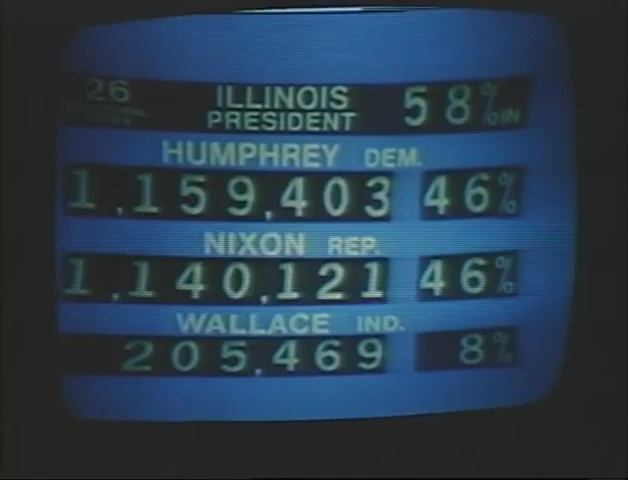 26 ILLINOIS 58% IN
PRESIDENT
HUMPHREY DEM.
1,159,403 46%
NIXON REP.
1,140,121 46%
WALLACE IND.
205,469 8%